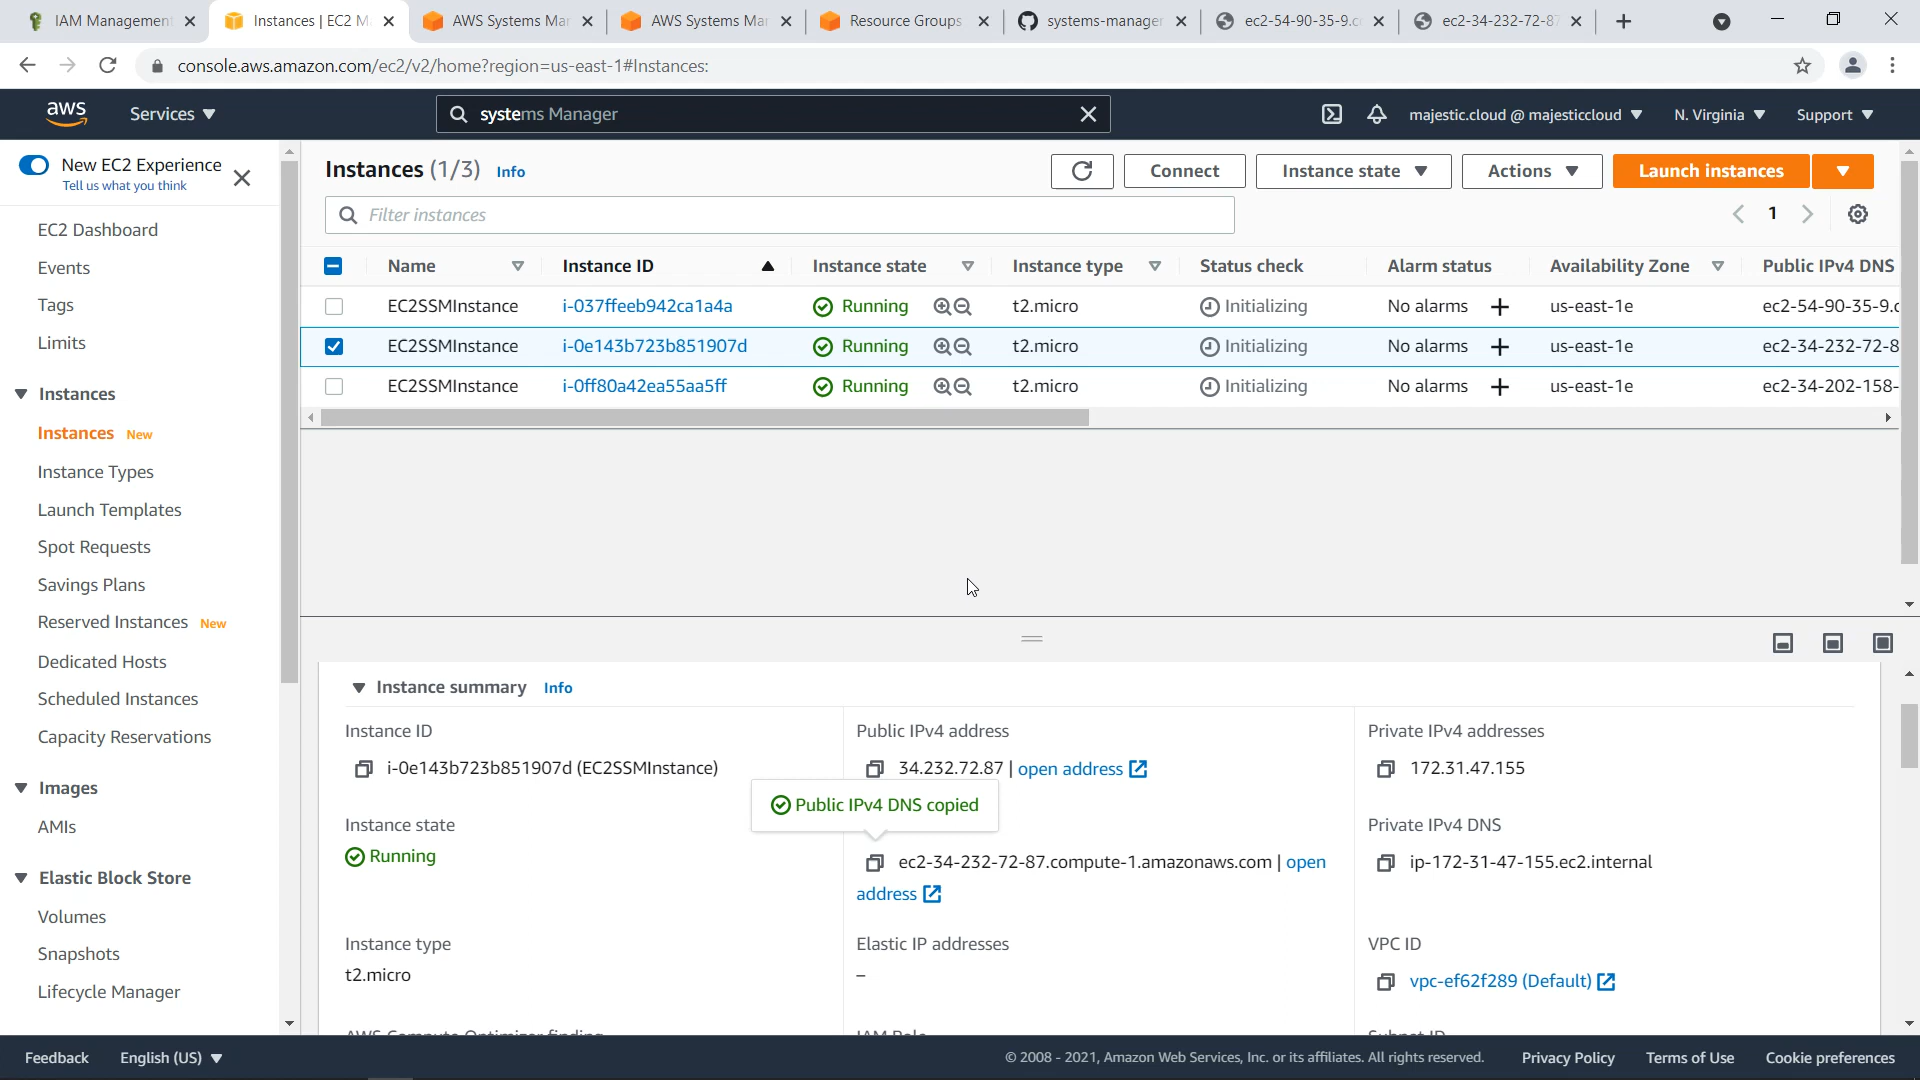 IAM Management
Instances | EC2 M
AWS Systems Mar
AWS Systems Mar
Resource Groups
systems-manager
ec2-54-90-35-9.c
ec2-34-232-72-87
console.aws.amazon.com/ec2/v2/home?region=us-east-1#Instances:
aws
Services
systems Manager
majestic.cloud @ majesticcloud
N. Virginia
Support
New EC2 Experience
Tell us what you think
EC2 Dashboard
Events
Tags
Limits
Instances
Instances New
Instance Types
Launch Templates
Spot Requests
Savings Plans
Reserved Instances New
Dedicated Hosts
Scheduled Instances
Capacity Reservations
Images
AMIs
Elastic Block Store
Volumes
Snapshots
Lifecycle Manager
Instances (1/3) Info
Connect
Instance state
Actions
Launch instances
Filter instances
1
Name Instance ID Instance state Instance type Status check Alarm status Availability Zone Public IPv4 DNS
EC2SSMInstance i-037ffeeb942ca1a4a Running t2.micro Initializing No alarms + us-east-1e ec2-54-90-35-9.c
EC2SSMInstance i-0e143b723b851907d Running t2.micro Initializing No alarms + us-east-1e ec2-34-232-72-8
EC2SSMInstance i-0ff80a42ea55aa5ff Running t2.micro Initializing No alarms + us-east-1e ec2-34-202-158-
Instance summary Info
Instance ID
i-0e143b723b851907d (EC2SSMInstance)
Public IPv4 address
34.232.72.87 | open address
Private IPv4 addresses
172.31.47.155
Public IPv4 DNS copied
Instance state
Running
ec2-34-232-72-87.compute-1.amazonaws.com | open
address
Private IPv4 DNS
ip-172-31-47-155.ec2.internal
Instance type
t2.micro
Elastic IP addresses
–
VPC ID
vpc-ef62f289 (Default)
AWS Compute Optimizer finding
IAM Role
Subnet ID
Feedback
English (US)
© 2008 - 2021, Amazon Web Services, Inc. or its affiliates. All rights reserved.
Privacy Policy
Terms of Use
Cookie preferences